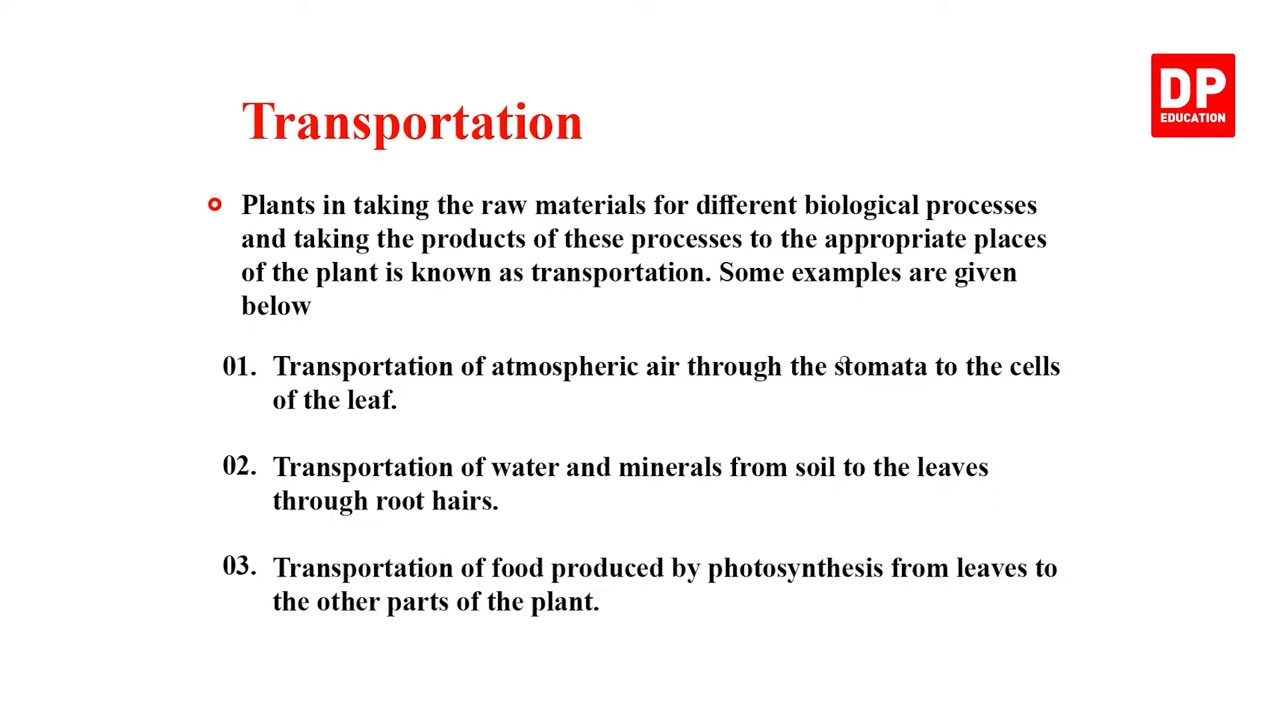 DP
EDUCATION
Transportation
Plants in taking the raw materials for different biological processes
and taking the products of these processes to the appropriate places
of the plant is known as transportation. Some examples are given
below
01. Transportation of atmospheric air through the stomata to the cells
of the leaf.
02. Transportation of water and minerals from soil to the leaves
through root hairs.
03. Transportation of food produced by photosynthesis from leaves to
the other parts of the plant.